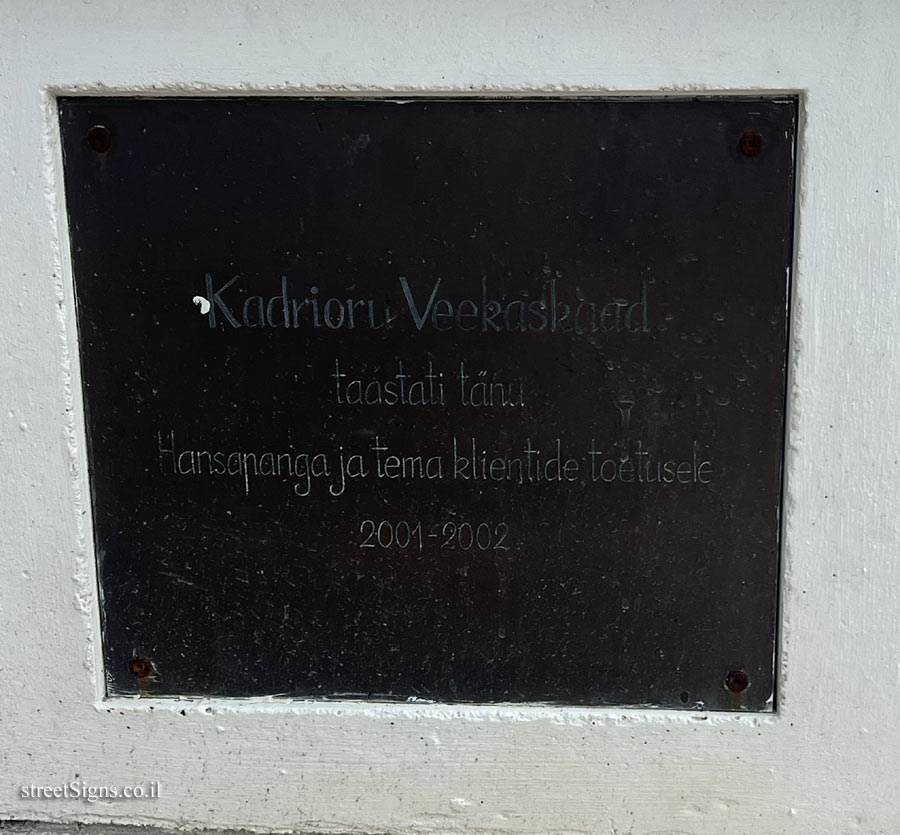 Kadrioru Veekaskaad
taastati tänu
Hansapanga ja tema klientide toetusele
2001-2002
streetSigns.co.il